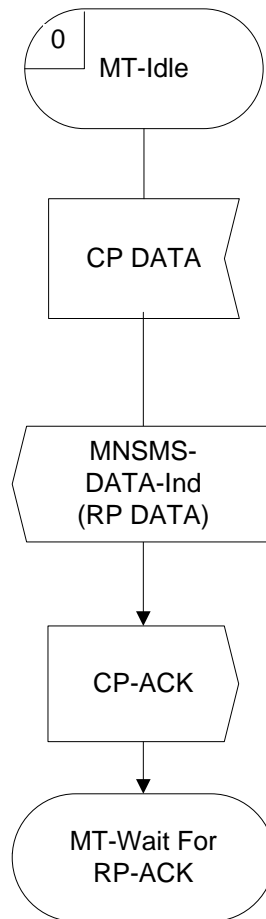 0
MT-Idle
CP DATA
MNSMS-
DATA-Ind
(RP DATA)
CP-ACK
MT-Wait For
RP-ACK